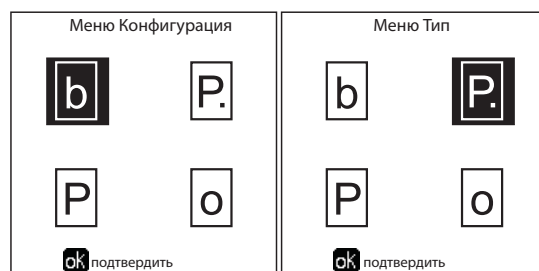 Меню Конфигурация
b P.
P o
ok подтвердить
Меню Тип
b P.
P o
ok подтвердить